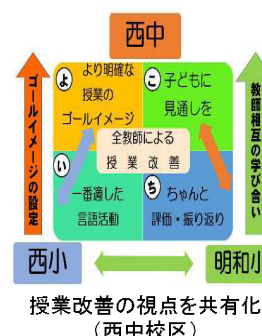 西中
よ
より明確な
授業の
ゴールイメージ
こ
子どもに
見通しを
ゴールイメージの設定
教師相互の学び合い
全教師による
授業改善
い
一番適した
言語活動
ち
ちゃんと
評価・振り返り
西小
明和小
授業改善の視点を共有化
(西中校区)